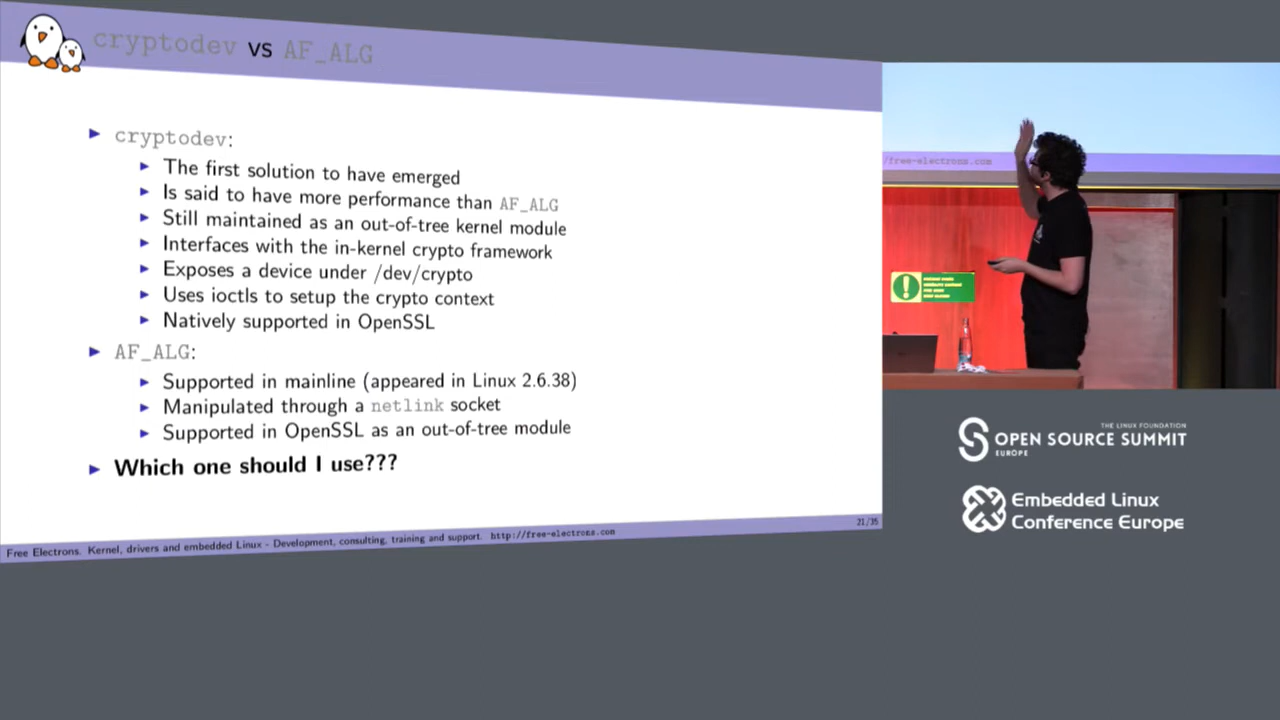 cryptodev vs AF_ALG
cryptodev:
The first solution to have emerged
Is said to have more performance than AF_ALG
Still maintained as an out-of-tree kernel module
Interfaces with the in-kernel crypto framework
Exposes a device under /dev/crypto
Uses ioctls to setup the crypto context
Natively supported in OpenSSL
AF_ALG:
Supported in mainline (appeared in Linux 2.6.38)
Manipulated through a netlink socket
Supported in OpenSSL as an out-of-tree module
Which one should I use???
Free Electrons. Kernel, drivers and embedded Linux - Development, consulting, training and support. http://free-electrons.com
21/35
/free-electrons.com
THE LINUX FOUNDATION
OPEN SOURCE SUMMIT
EUROPE
Embedded Linux
Conference Europe